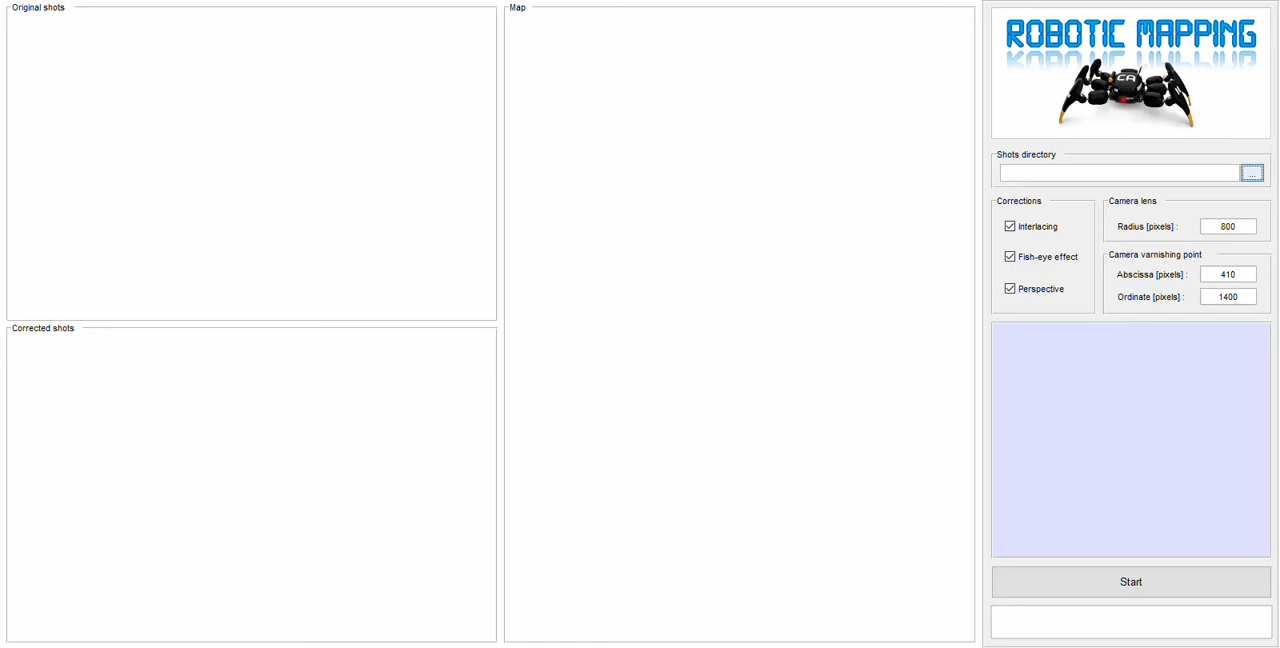 Original shots
Map
ROBOTIC MAPPING
CA
Shots directory
...
Corrections
Camera lens
Interlacing
Radius [pixels] :
800
Fish-eye effect
Camera varnishing point
Abscissa [pixels] :
410
Perspective
Ordinate [pixels] :
1400
Corrected shots
Start